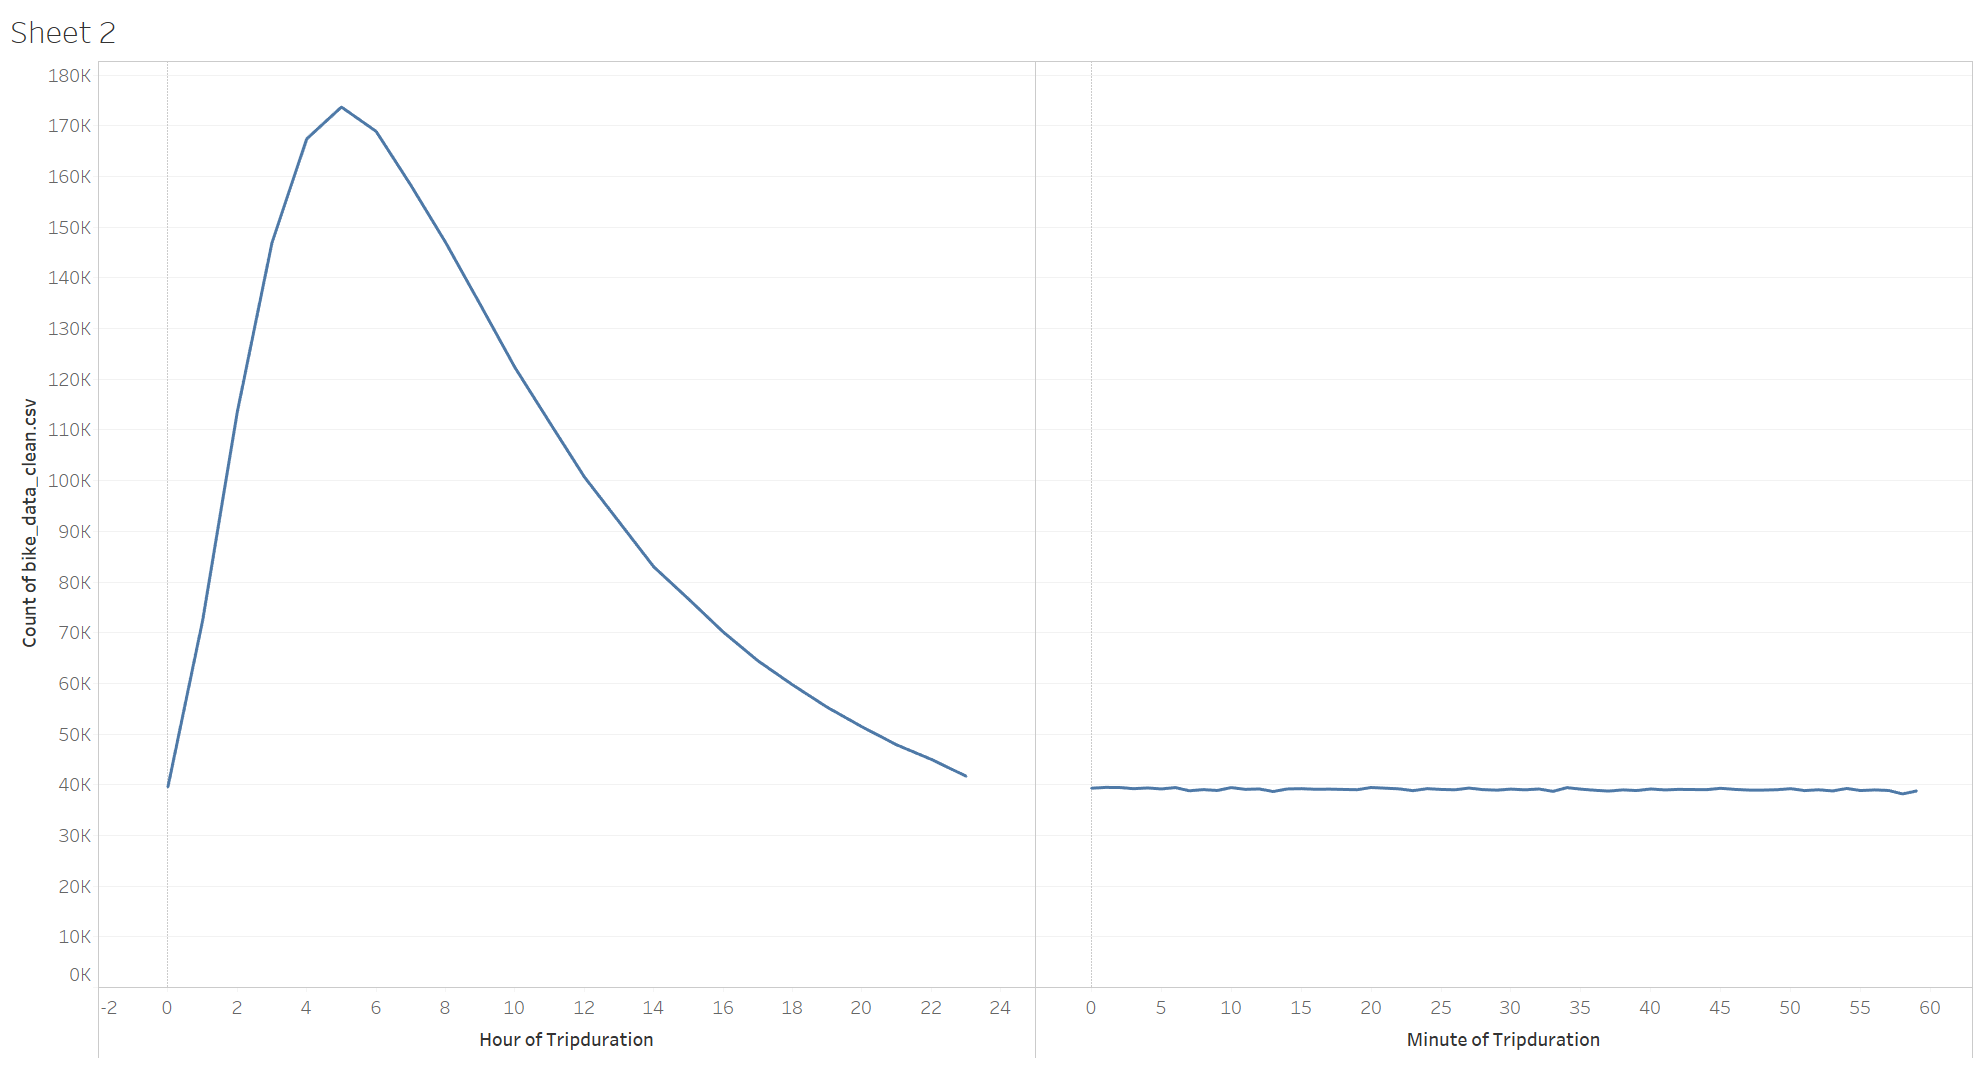 Sheet 2
180K
170K
160K
150K
140K
130K
120K
110K
100K
90K
80K
70K
60K
50K
40K
30K
20K
10K
0K
Count of bike_data_clean.csv
-2 0 2 4 6 8 10 12 14 16 18 20 22 24
0 5 10 15 20 25 30 35 40 45 50 55 60
Hour of Tripduration
Minute of Tripduration